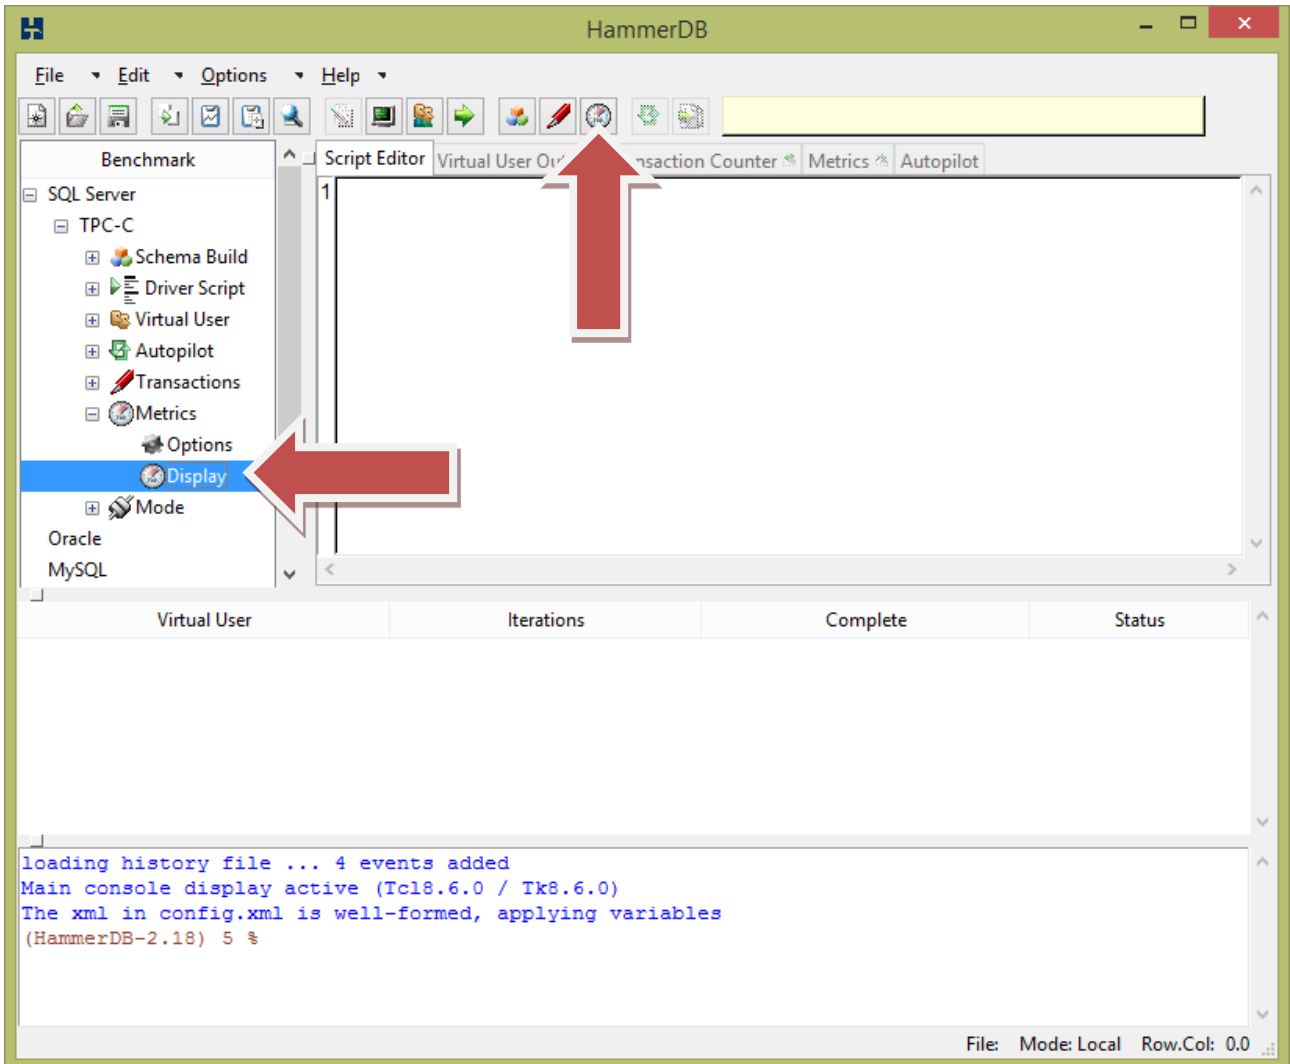 HammerDB
File Edit Options Help
Benchmark
Script Editor Virtual User Ou nsaction Counter Metrics Autopilot
1
SQL Server
TPC-C
Schema Build
Driver Script
Virtual User
Autopilot
Transactions
Metrics
Options
Display
Mode
Oracle
MySQL
Virtual User Iterations Complete Status
loading history file ... 4 events added
Main console display active (Tcl8.6.0 / Tk8.6.0)
The xml in config.xml is well-formed, applying variables
(HammerDB-2.18) 5 %
File: Mode: Local Row.Col: 0.0